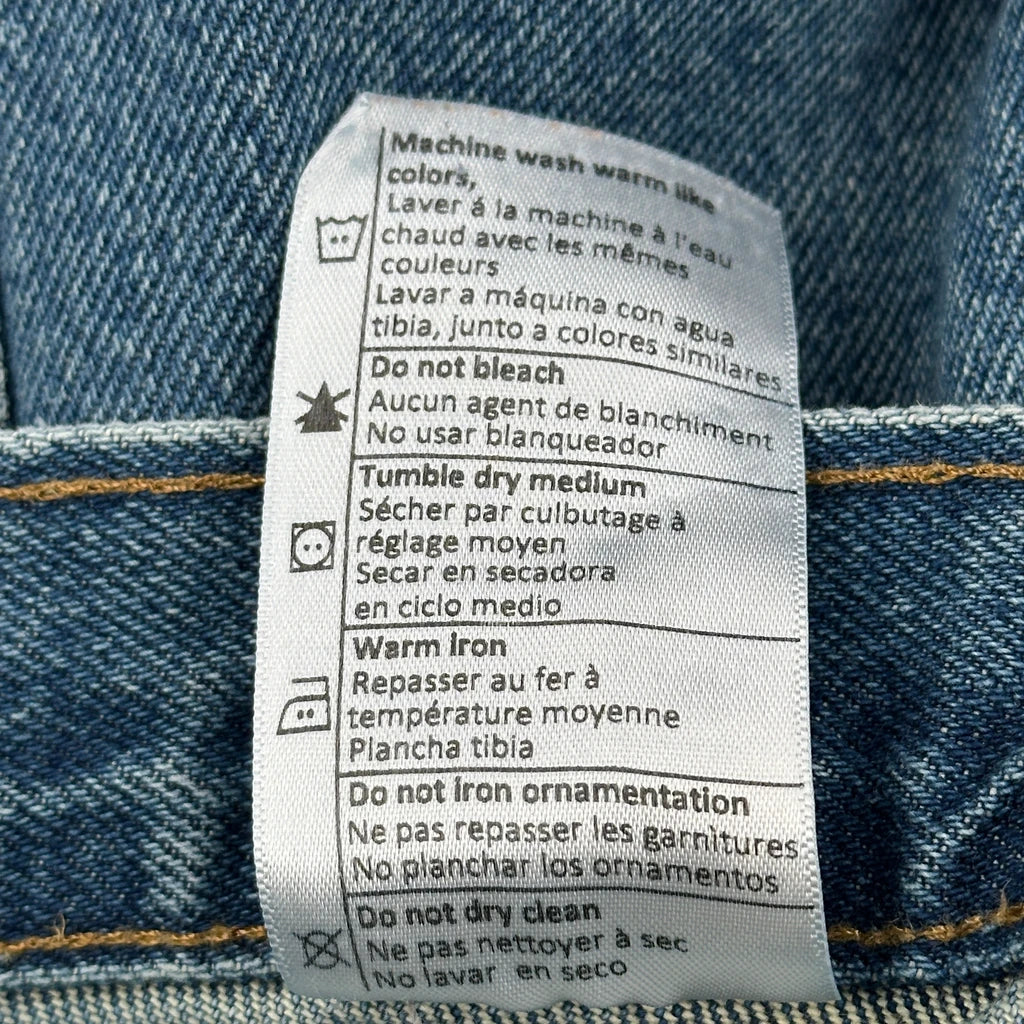 Machine wash warm like
colors,
Laver á la machine à l'eau
chaud avec les mêmes
couleurs
Lavar a máquina con agua
tibia, junto a colores similares
Do not bleach
Aucun agent de blanchiment
No usar blanqueador
Tumble dry medium
Sécher par culbutage à
réglage moyen
Secar en secadora
en ciclo medio
Warm iron
Repasser au fer à
température moyenne
Plancha tibia
Do not iron ornamentation
Ne pas repasser les garnitures
No planchar los ornamentos
Do not dry clean
Ne pas nettoyer à sec
No lavar en seco